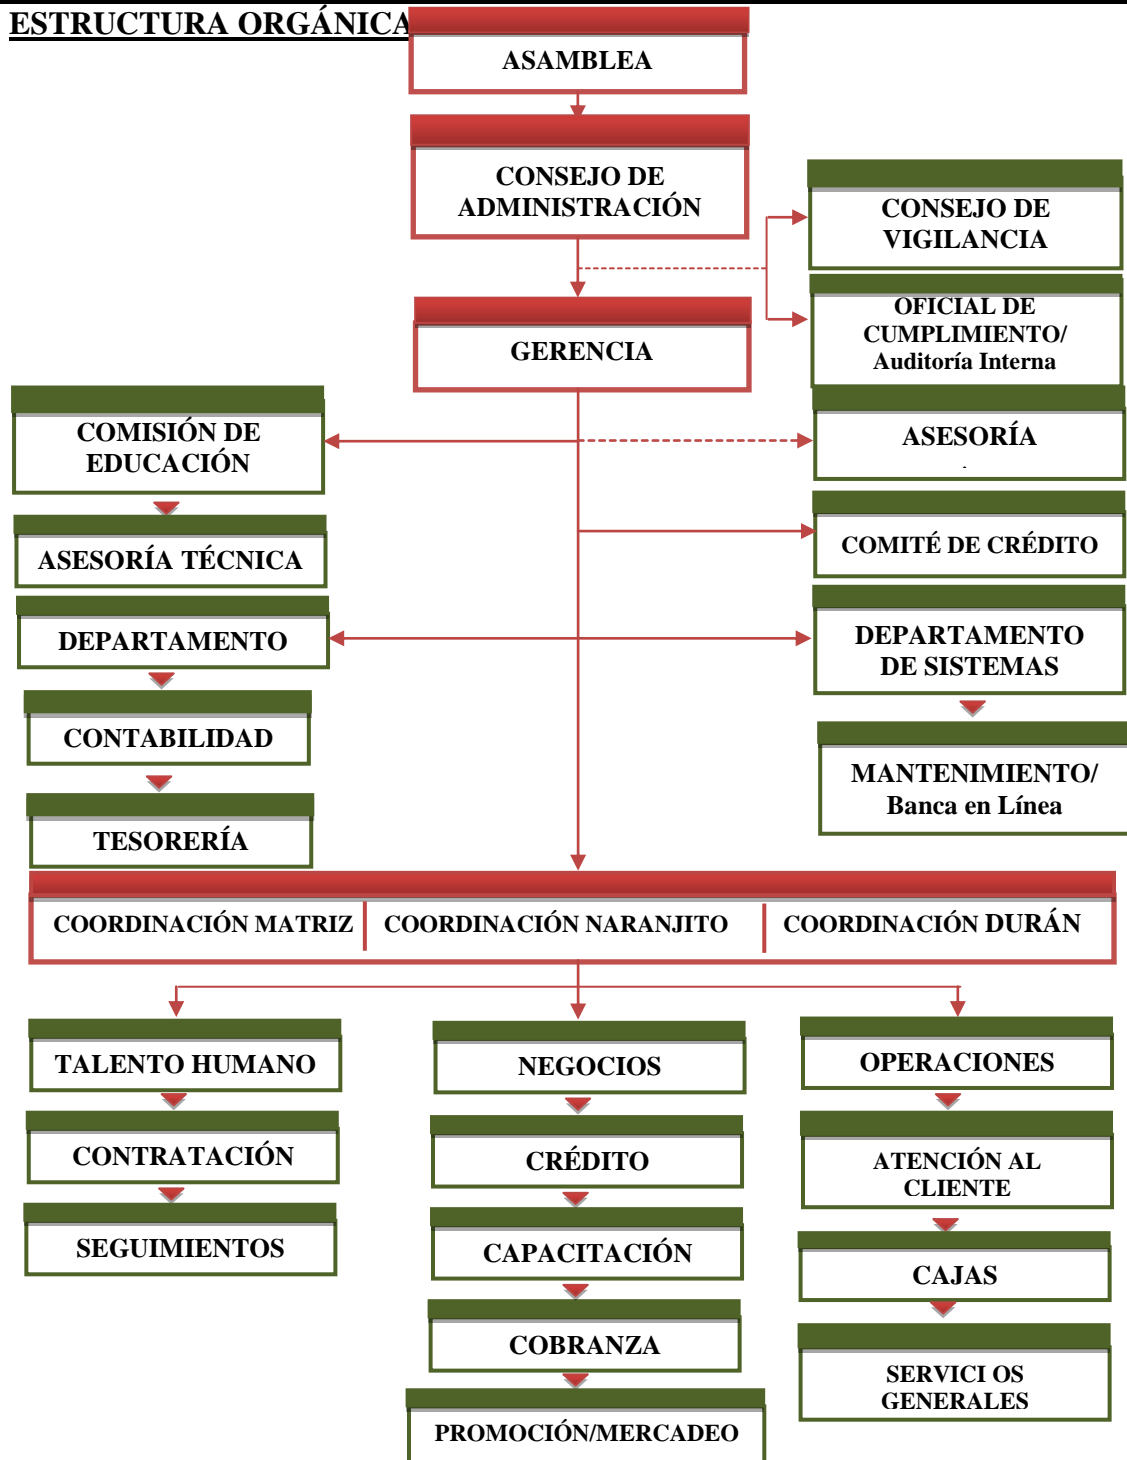 ESTRUCTURA ORGÁNICA
ASAMBLEA
CONSEJO DE
ADMINISTRACIÓN
CONSEJO DE
VIGILANCIA
OFICIAL DE
CUMPLIMIENTO/
Auditoría Interna
GERENCIA
COMISIÓN DE
EDUCACIÓN
ASESORÍA
.
ASESORÍA TÉCNICA
COMITÉ DE CRÉDITO
DEPARTAMENTO
DEPARTAMENTO
DE SISTEMAS
CONTABILIDAD
MANTENIMIENTO/
Banca en Línea
TESORERÍA
COORDINACIÓN MATRIZ
COORDINACIÓN NARANJITO
COORDINACIÓN DURÁN
TALENTO HUMANO
CONTRATACIÓN
SEGUIMIENTOS
NEGOCIOS
CRÉDITO
CAPACITACIÓN
COBRANZA
PROMOCIÓN/MERCADEO
OPERACIONES
ATENCIÓN AL
CLIENTE
CAJAS
SERVICI OS
GENERALES